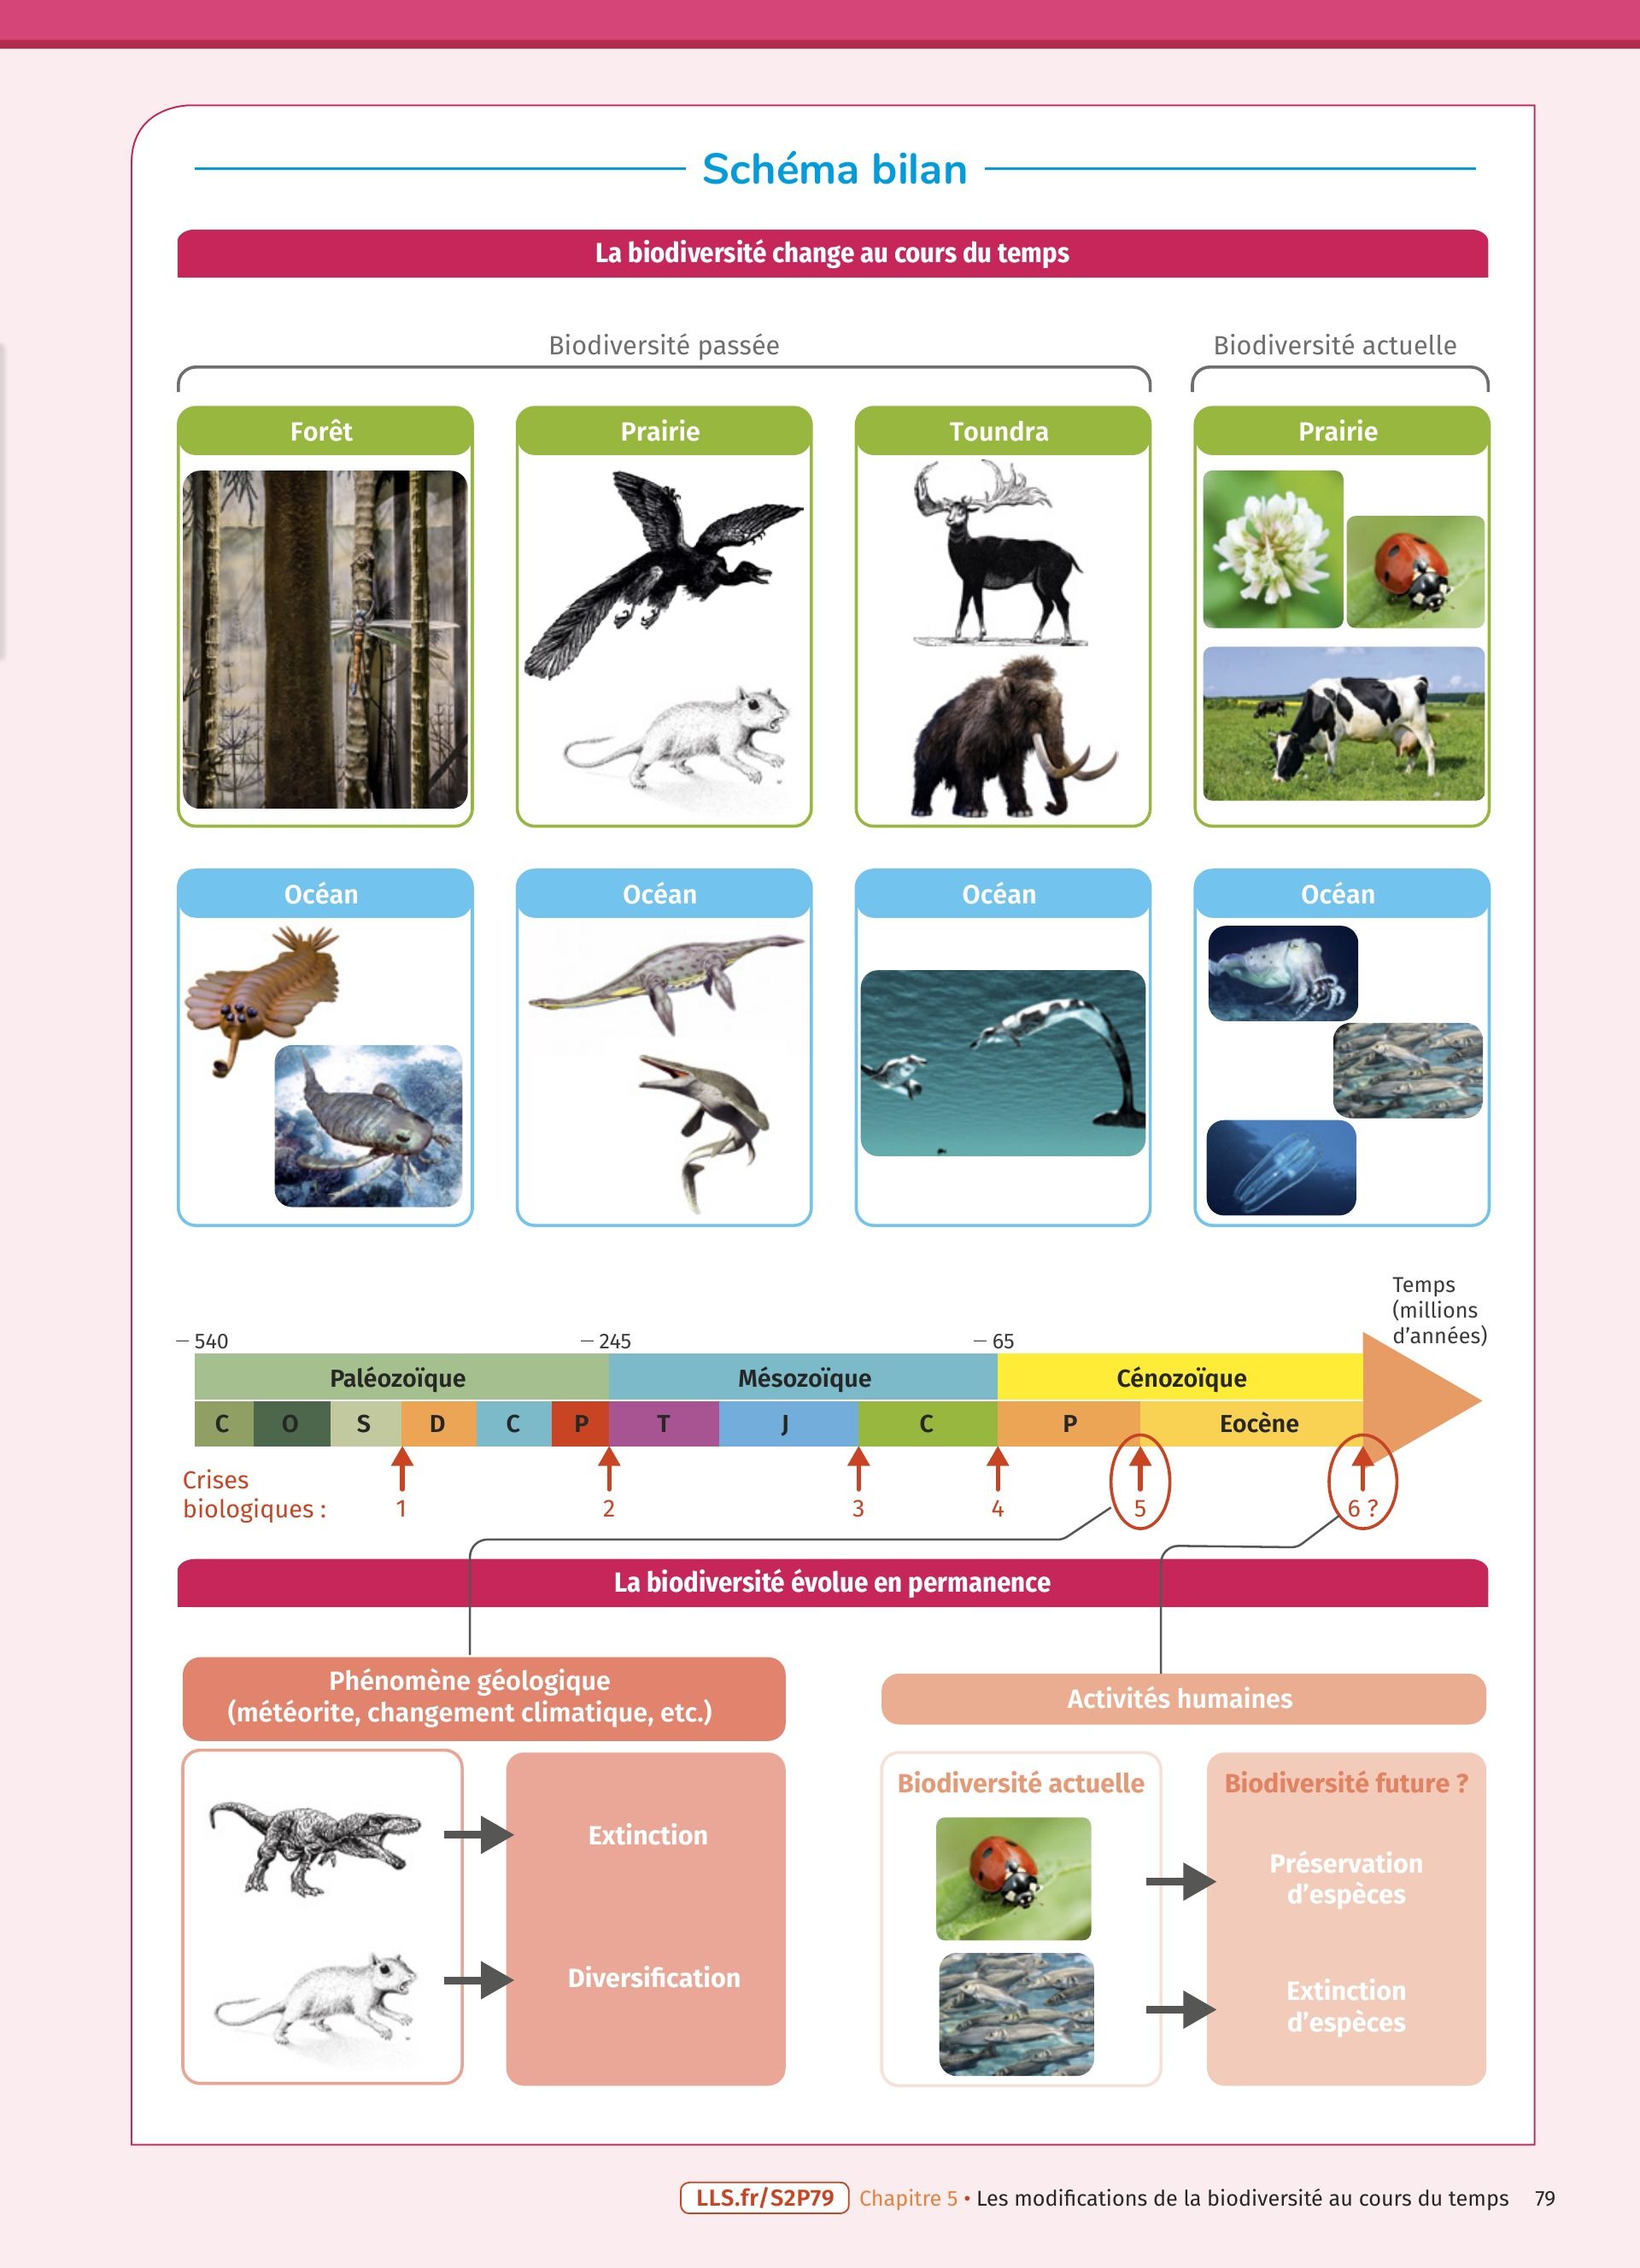 Schéma bilan
La biodiversité change au cours du temps
Biodiversité passée
Biodiversité actuelle
Forêt
Prairie
Toundra
Prairie
Océan
Océan
Océan
Océan
Temps
(millions
d'années)
– 540
– 245
– 65
Paléozoïque
Mésozoïque
Cénozoïque
C O S D C P T J C P Eocène
Crises
biologiques :
1 2 3 4 5 6 ?
La biodiversité évolue en permanence
Phénomène géologique
(météorite, changement climatique, etc.)
Extinction
Diversification
Activités humaines
Biodiversité actuelle
Biodiversité future ?
Préservation
d'espèces
Extinction
d'espèces
LLS.fr/S2P79 Chapitre 5 • Les modifications de la biodiversité au cours du temps 79